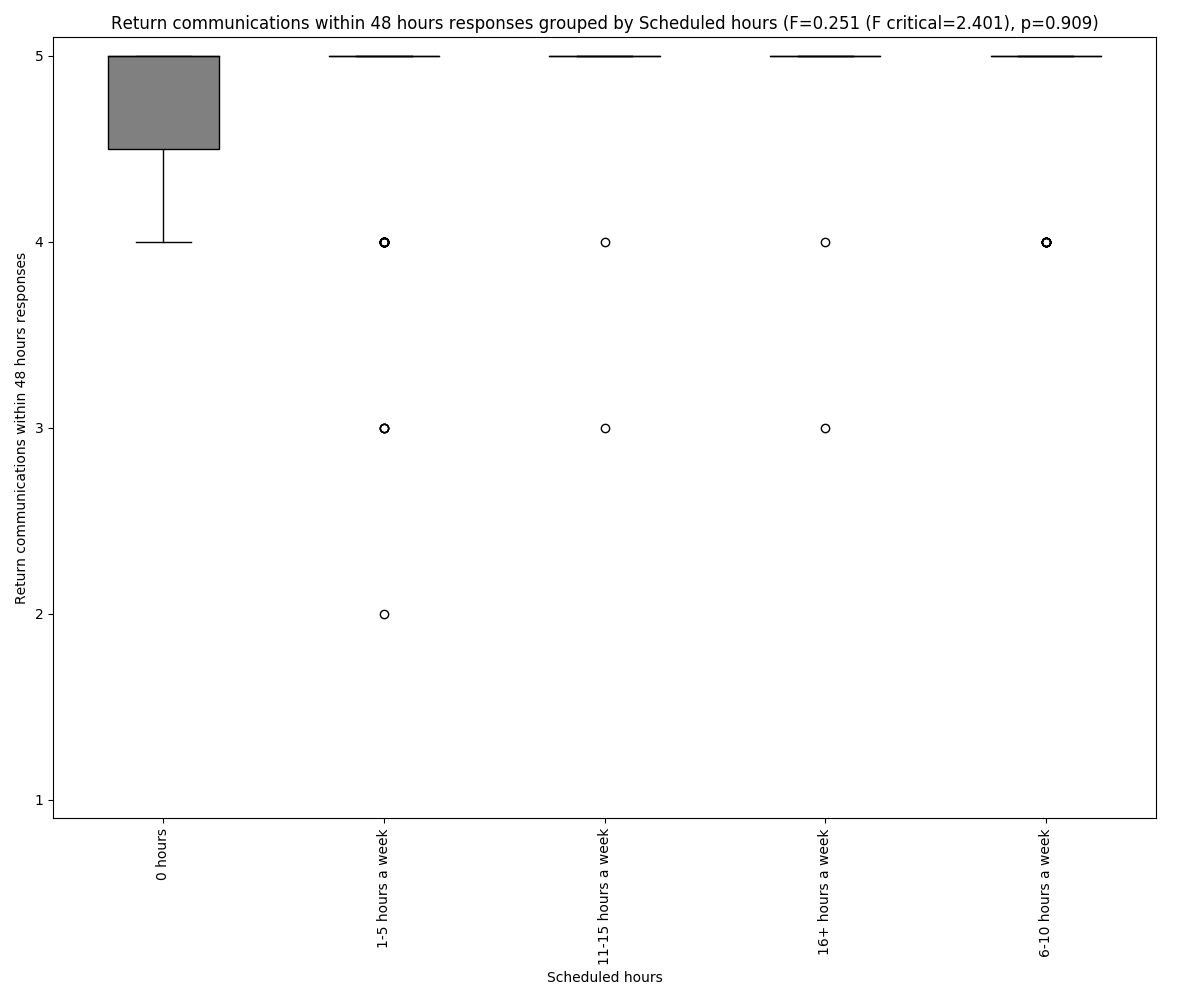 Return communications within 48 hours responses grouped by Scheduled hours (F=0.251 (F critical=2.401), p=0.909)
Return communications within 48 hours responses
5
4
3
2
1
0 hours
1-5 hours a week
11-15 hours a week
16+ hours a week
6-10 hours a week
Scheduled hours